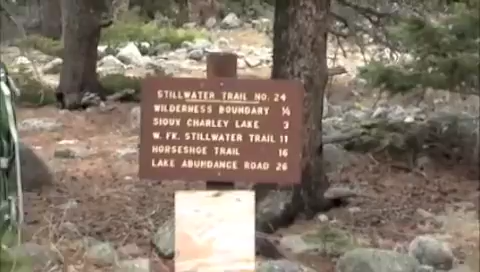 STILLWATER TRAIL NO. 24
WILDERNESS BOUNDARY ¼
SIOUX CHARLEY LAKE 3
W. FK. STILLWATER TRAIL 11
HORSESHOE TRAIL 16
LAKE ABUNDANCE ROAD 26